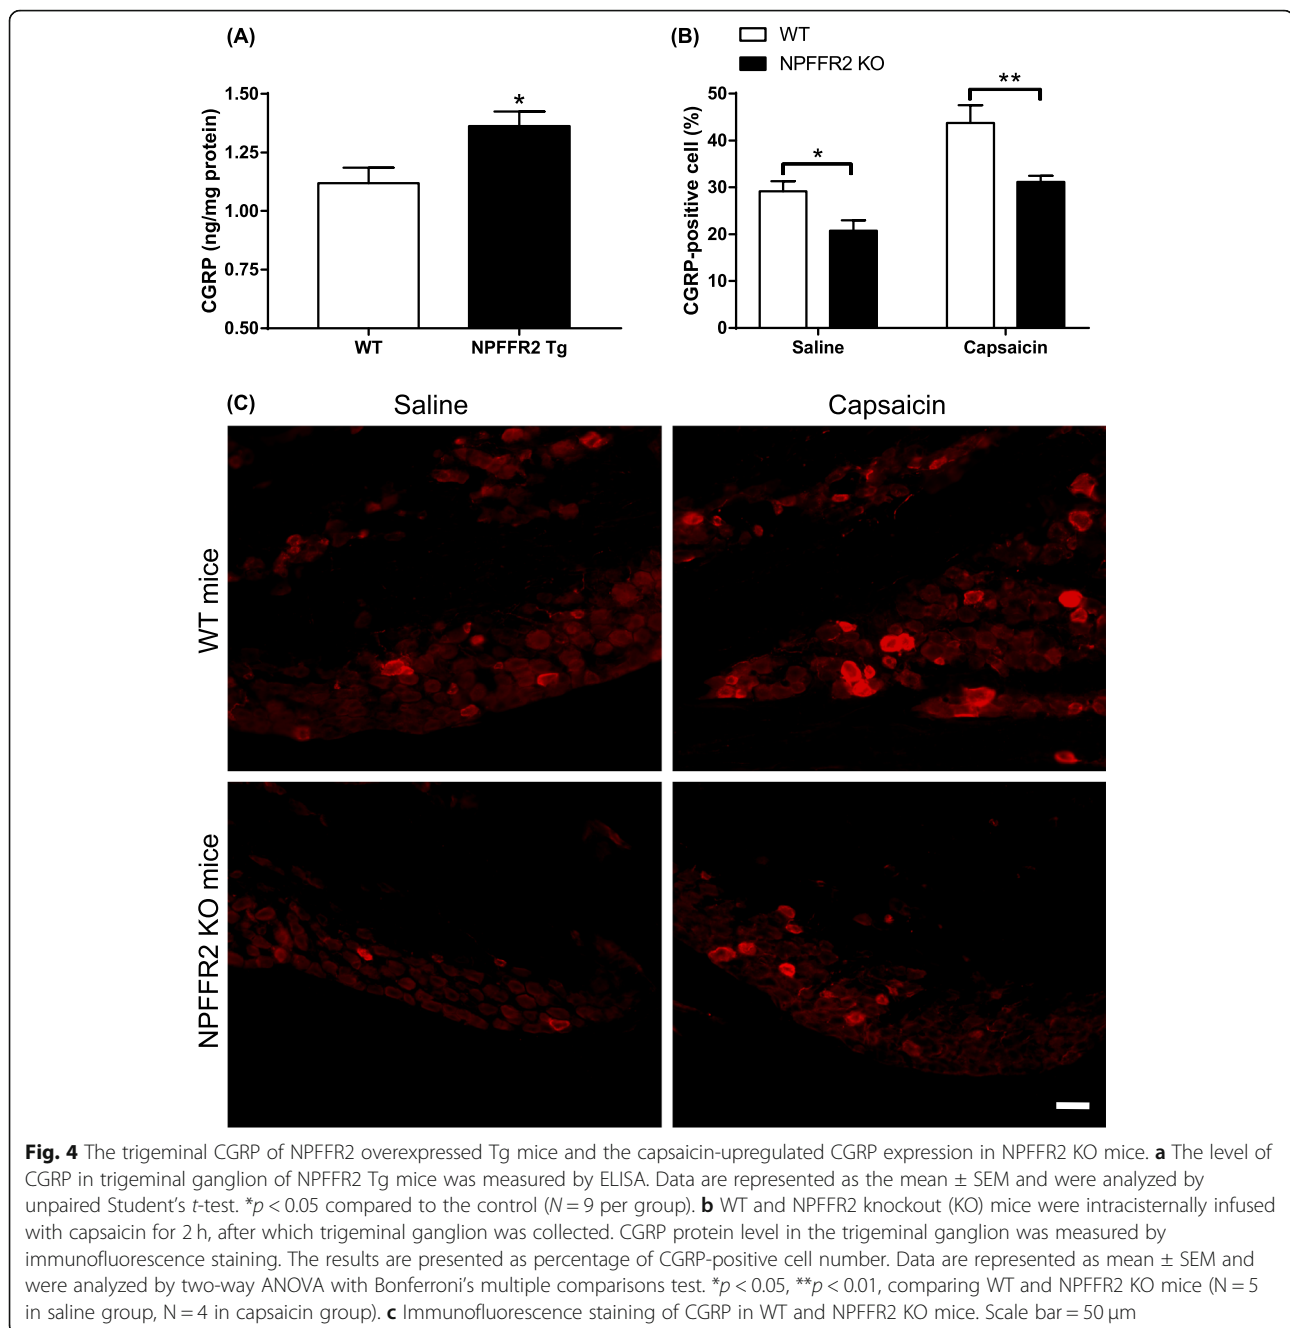 (A)
CGRP (ng/mg protein)
1.50
1.25
1.00
0.75
0.50
*
WT
NPFFR2 Tg
(B)
WT
NPFFR2 KO
CGRP-positive cell (%)
50
40
30
20
10
0
*
**
Saline
Capsaicin
(C)
Saline
Capsaicin
WT mice
NPFFR2 KO mice
Fig. 4 The trigeminal CGRP of NPFFR2 overexpressed Tg mice and the capsaicin-upregulated CGRP expression in NPFFR2 KO mice. a The level of
CGRP in trigeminal ganglion of NPFFR2 Tg mice was measured by ELISA. Data are represented as the mean ± SEM and were analyzed by
unpaired Student's t-test. *p < 0.05 compared to the control (N = 9 per group). b WT and NPFFR2 knockout (KO) mice were intracisternally infused
with capsaicin for 2 h, after which trigeminal ganglion was collected. CGRP protein level in the trigeminal ganglion was measured by
immunofluorescence staining. The results are presented as percentage of CGRP-positive cell number. Data are represented as mean ± SEM and
were analyzed by two-way ANOVA with Bonferroni's multiple comparisons test. *p < 0.05, **p < 0.01, comparing WT and NPFFR2 KO mice (N = 5
in saline group, N = 4 in capsaicin group). c Immunofluorescence staining of CGRP in WT and NPFFR2 KO mice. Scale bar = 50 μm